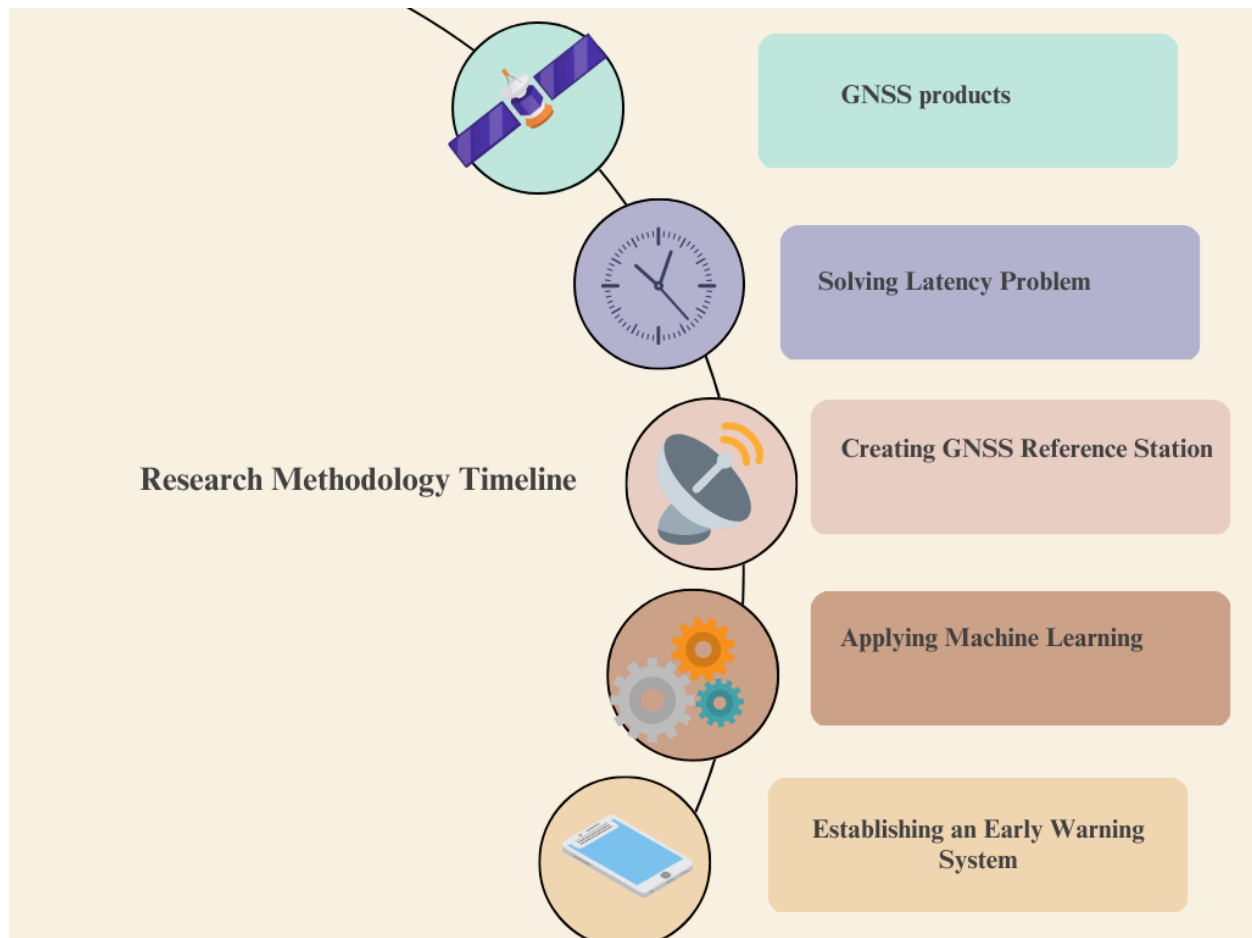 GNSS products
Solving Latency Problem
Creating GNSS Reference Station
Research Methodology Timeline
Applying Machine Learning
Establishing an Early Warning
System